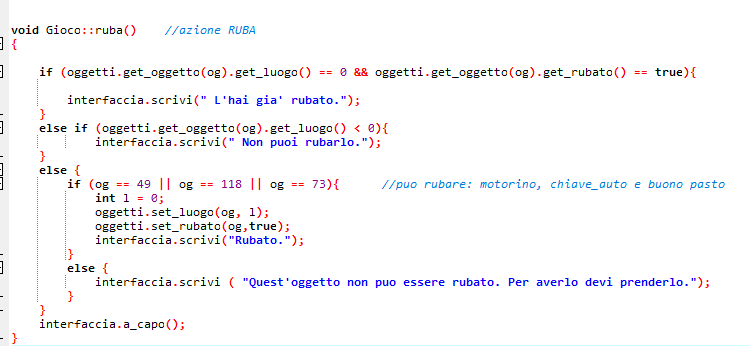 void Gioco::ruba()    //azione RUBA
{
if (oggetti.get_oggetto(og).get_luogo() == 0 && oggetti.get_oggetto(og).get_rubato() == true){
interfaccia.scrivi(" L'hai gia' rubato.");
}
else if (oggetti.get_oggetto(og).get_luogo() < 0){
interfaccia.scrivi(" Non puoi rubarlo.");
}
else {
if (og == 49 || og == 118 || og == 73){      //puo rubare: motorino, chiave_auto e buono pasto
int l = 0;
oggetti.set_luogo(og, l);
oggetti.set_rubato(og,true);
interfaccia.scrivi("Rubato.");
}
else {
interfaccia.scrivi ( "Quest'oggetto non puo essere rubato. Per averlo devi prenderlo.");
}
}
interfaccia.a_capo();
}